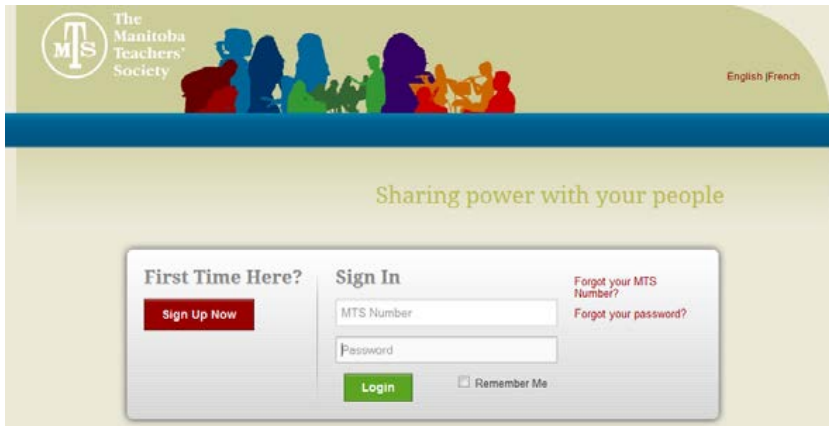 The
Manitoba
Teachers'
Society
MTS
English |French
Sharing power with your people
First Time Here?
Sign Up Now
Sign In
MTS Number
Password
Login
Remember Me
Forgot your MTS
Number?
Forgot your password?